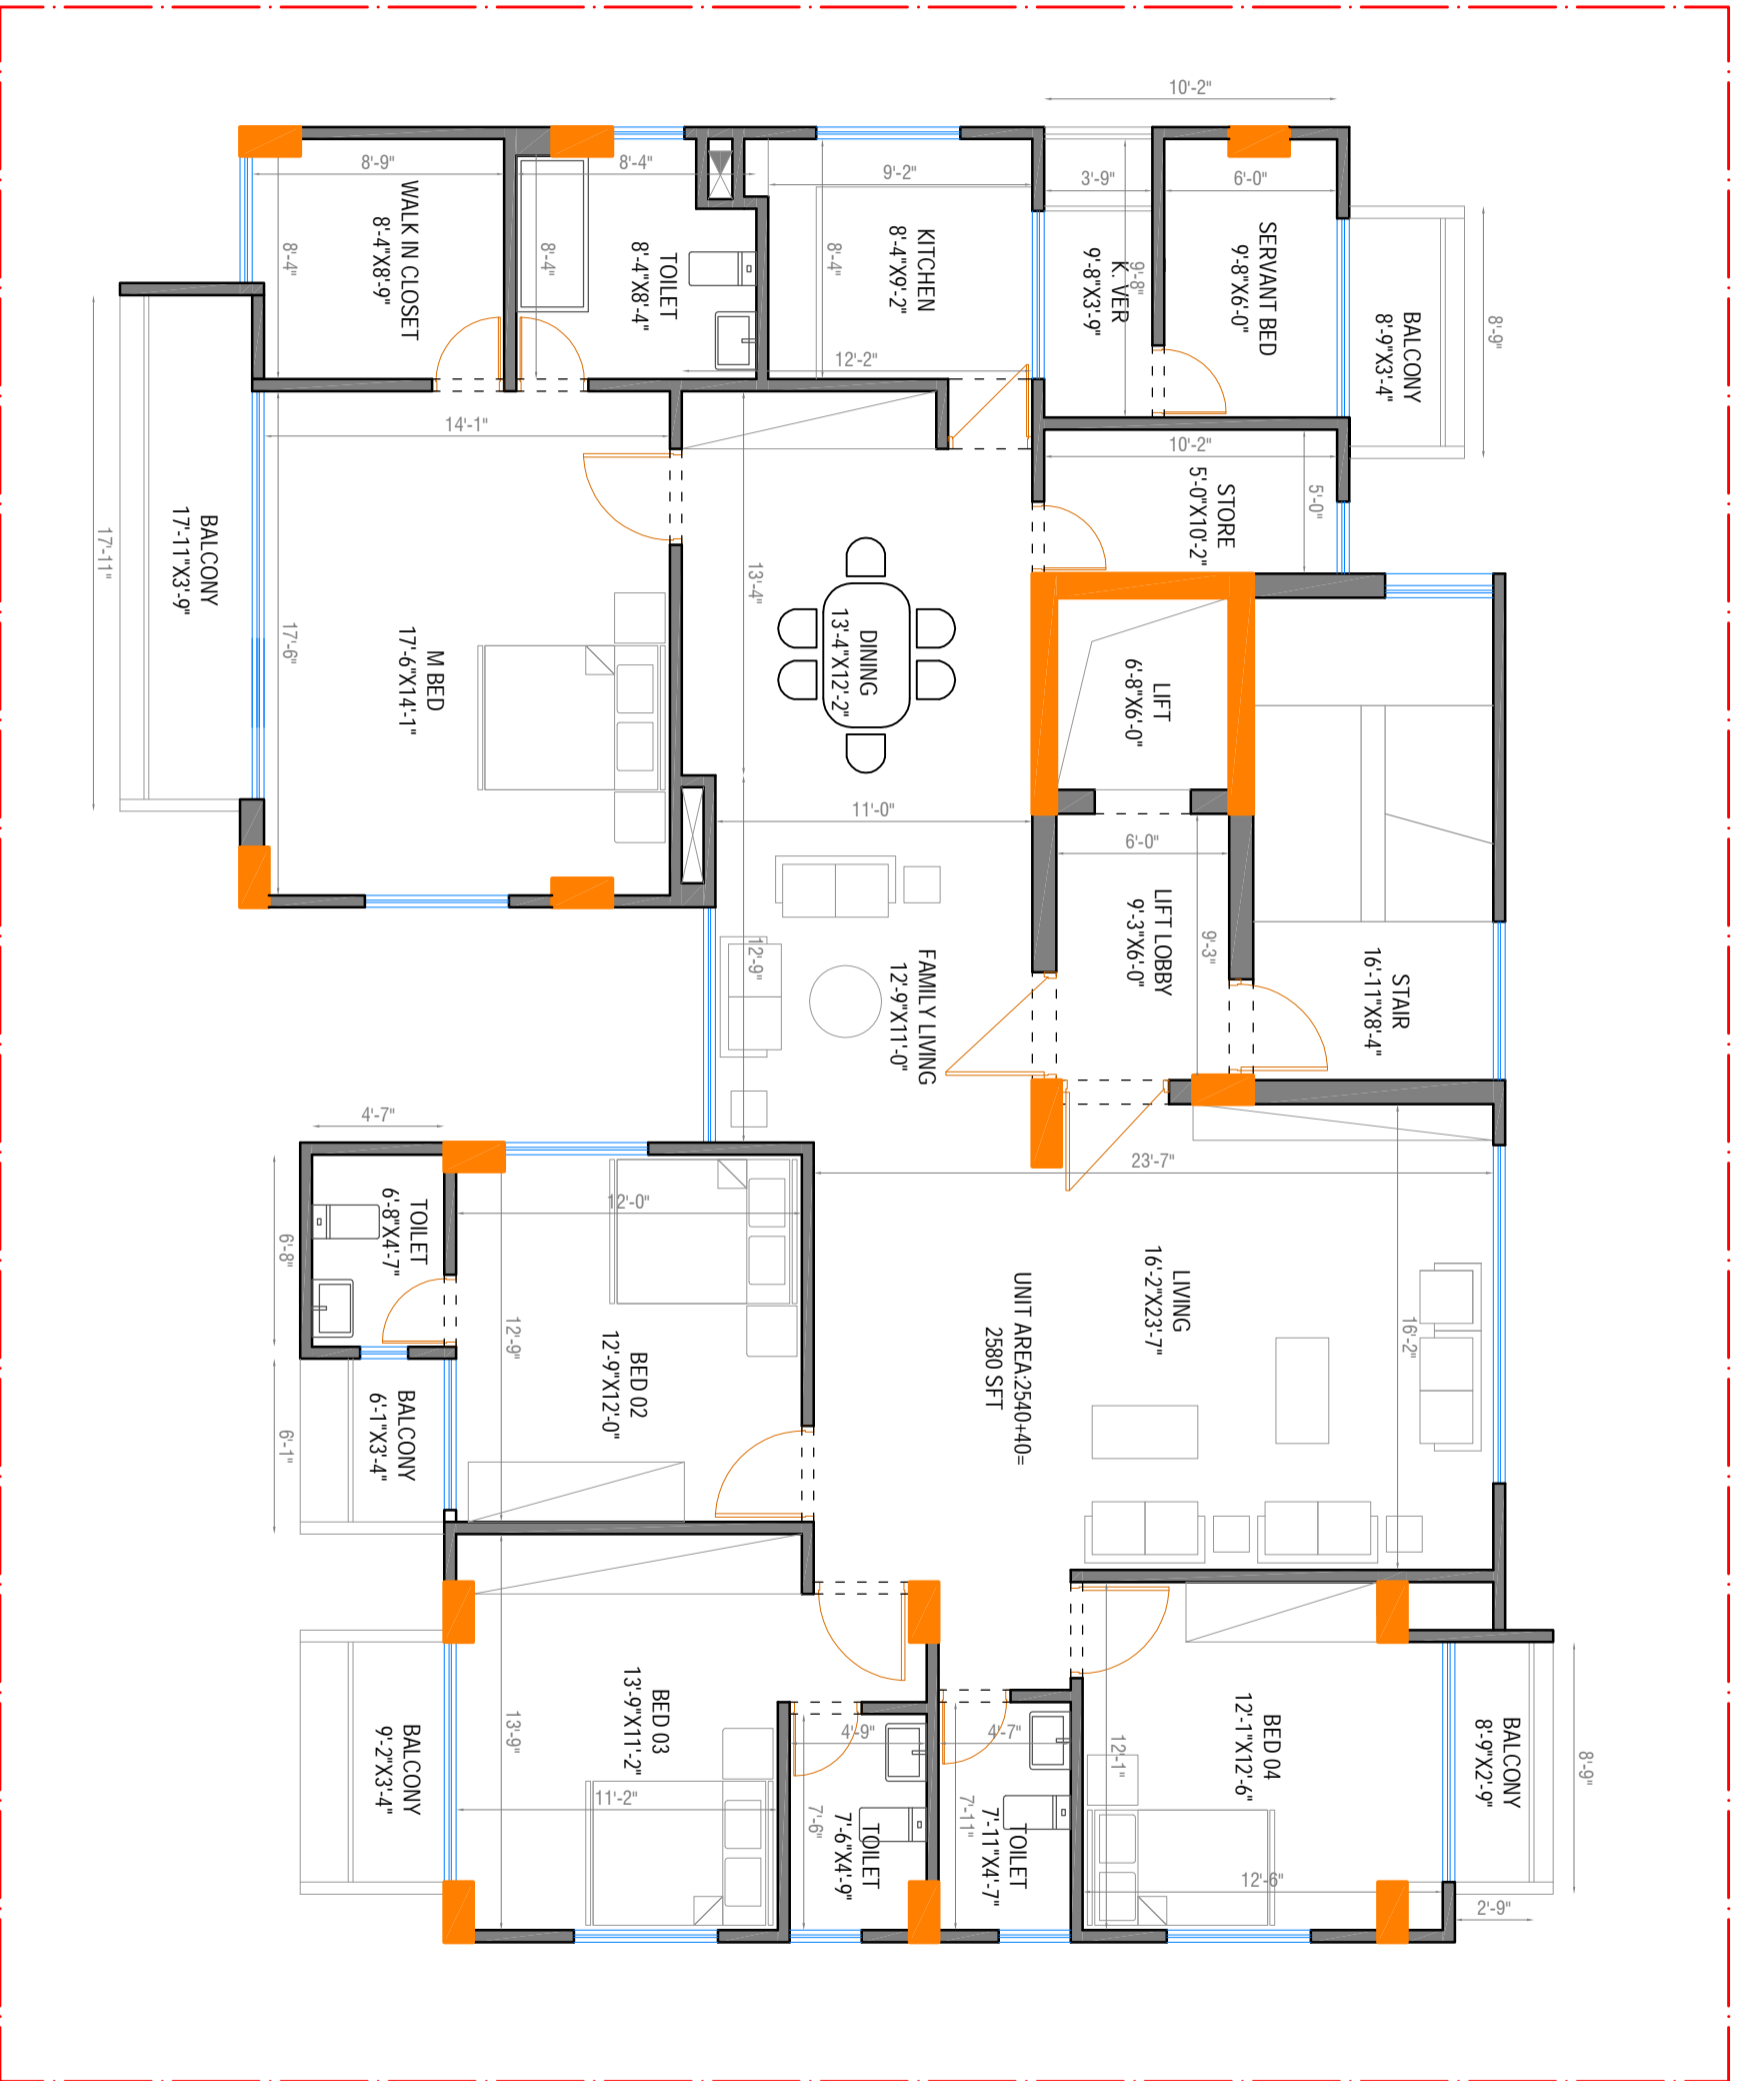 10'-2"
8'-9"
WALK IN CLOSET
8'-4"X8'-9"
8'-4"
8'-4"
TOILET
8'-4"X8'-4"
8'-4"
9'-2"
KITCHEN
8'-4"X9'-2"
8'-4"
12'-2"
3'-9"
K. VER
9'-8"X3'-9"
9'-8"
6'-0"
SERVANT BED
9'-8"X6'-0"
BALCONY
8'-9"X3'-4"
8'-9"
14'-1"
10'-2"
STORE
5'-0"X10'-2"
5'-0"
BALCONY
17'-11"X3'-9"
17'-11"
17'-6"
M BED
17'-6"X14'-1"
13'-4"
DINING
13'-4"X12'-2"
LIFT
6'-8"X6'-0"
11'-0"
6'-0"
LIFT LOBBY
9'-3"X6'-0"
9'-3"
STAIR
16'-11"X8'-4"
FAMILY LIVING
12'-9"X11'-0"
12'-9"
4'-7"
TOILET
6'-8"X4'-7"
6'-8"
12'-0"
23'-7"
LIVING
16'-2"X23'-7"
16'-2"
UNIT AREA:2540+40=
2580 SFT
BED 02
12'-9"X12'-0"
12'-9"
BALCONY
6'-1"X3'-4"
6'-1"
BED 03
13'-9"X11'-2"
13'-9"
11'-2"
BALCONY
9'-2"X3'-4"
4'-9"
TOILET
7'-6"X4'-9"
7'-6"
4'-7"
TOILET
7'-11"X4'-7"
7'-11"
BED 04
12'-1"X12'-6"
12'-1"
12'-6"
BALCONY
8'-9"X2'-9"
8'-9"
2'-9"